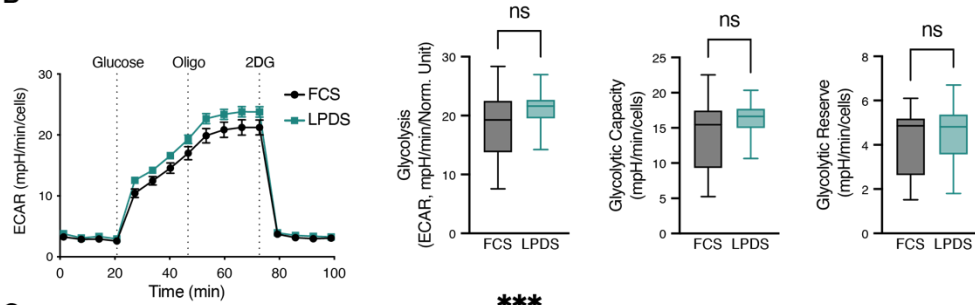 Glucose Oligo 2DG
FCS
LPDS
ECAR (mpH/min/cells)
30
20
10
0
0 20 40 60 80 100
Time (min)
ns
Glycolysis
(ECAR, mpH/min/Norm. Unit)
30
20
10
0
FCS LPDS
ns
Glycolytic Capacity
(mpH/min/cells)
25
20
15
10
5
0
FCS LPDS
ns
Glycolytic Reserve
(mpH/min/cells)
8
6
4
2
0
FCS LPDS
***